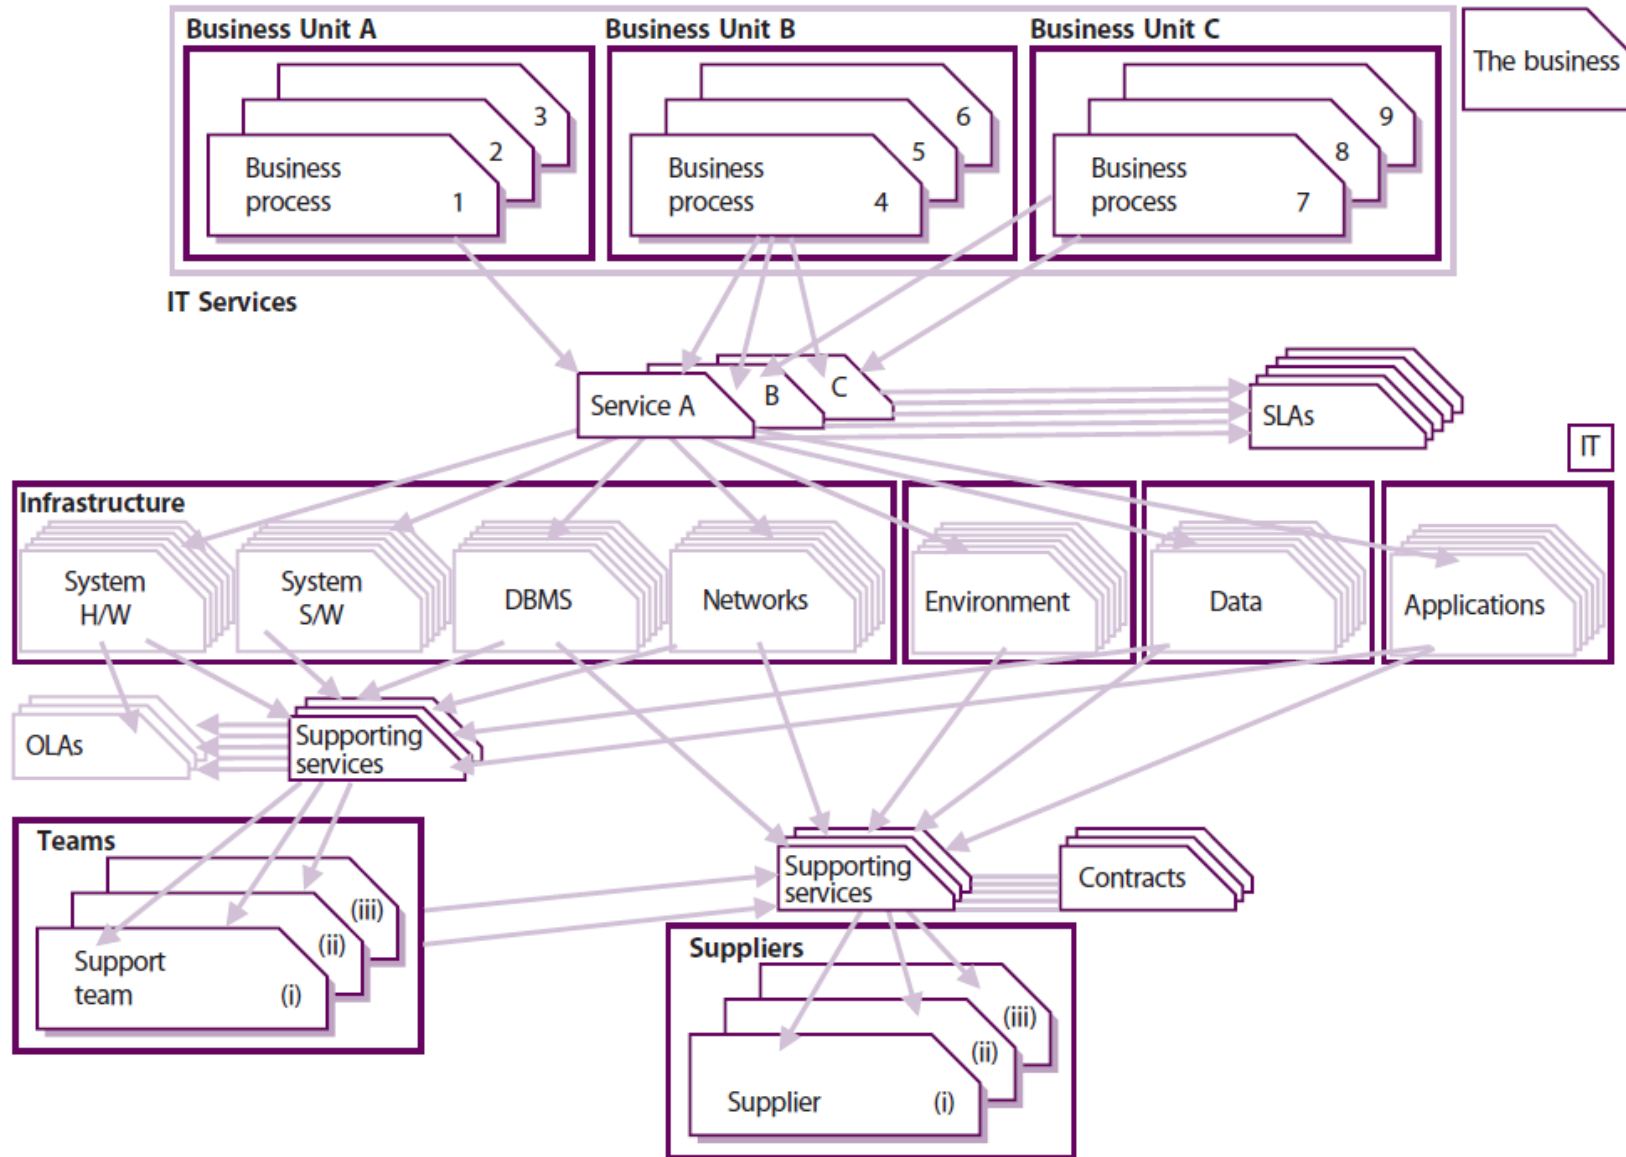 Business Unit A
Business Unit B
Business Unit C
The business
3
2
Business
process
1
6
5
Business
process
4
9
8
Business
process
7
IT Services
Service A
B
C
SLAs
IT
Infrastructure
System
H/W
System
S/W
DBMS
Networks
Environment
Data
Applications
OLAs
Supporting
services
Teams
(iii)
(ii)
Support
team
(i)
Supporting
services
Contracts
Suppliers
(iii)
(ii)
Supplier
(i)